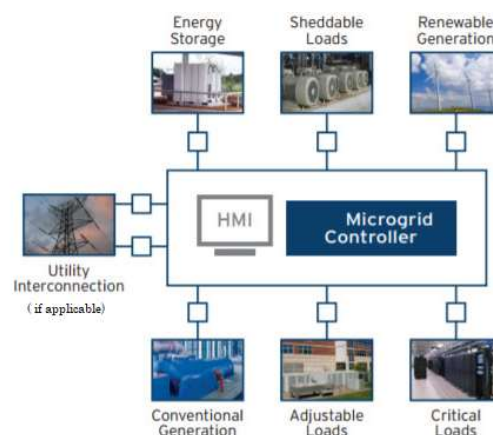 Energy
Storage
Sheddable
Loads
Renewable
Generation
HMI
Microgrid
Controller
Utility
Interconnection
( if applicable)
Conventional
Generation
Adjustable
Loads
Critical
Loads